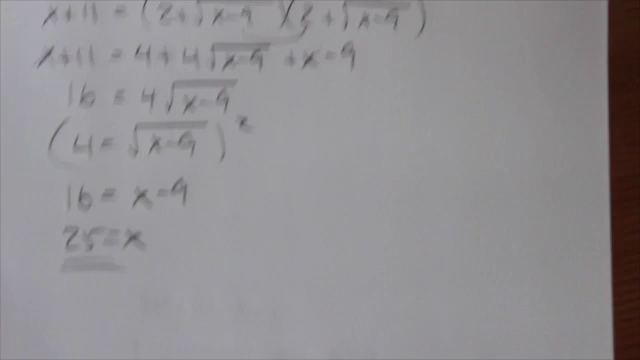 x+11 = (2+√x-9)(2+√x-9)
x+11 = 4+4√x-9 +x-9
16 = 4√x-9
(4 = √x-9)²
16 = x-9
25 = x